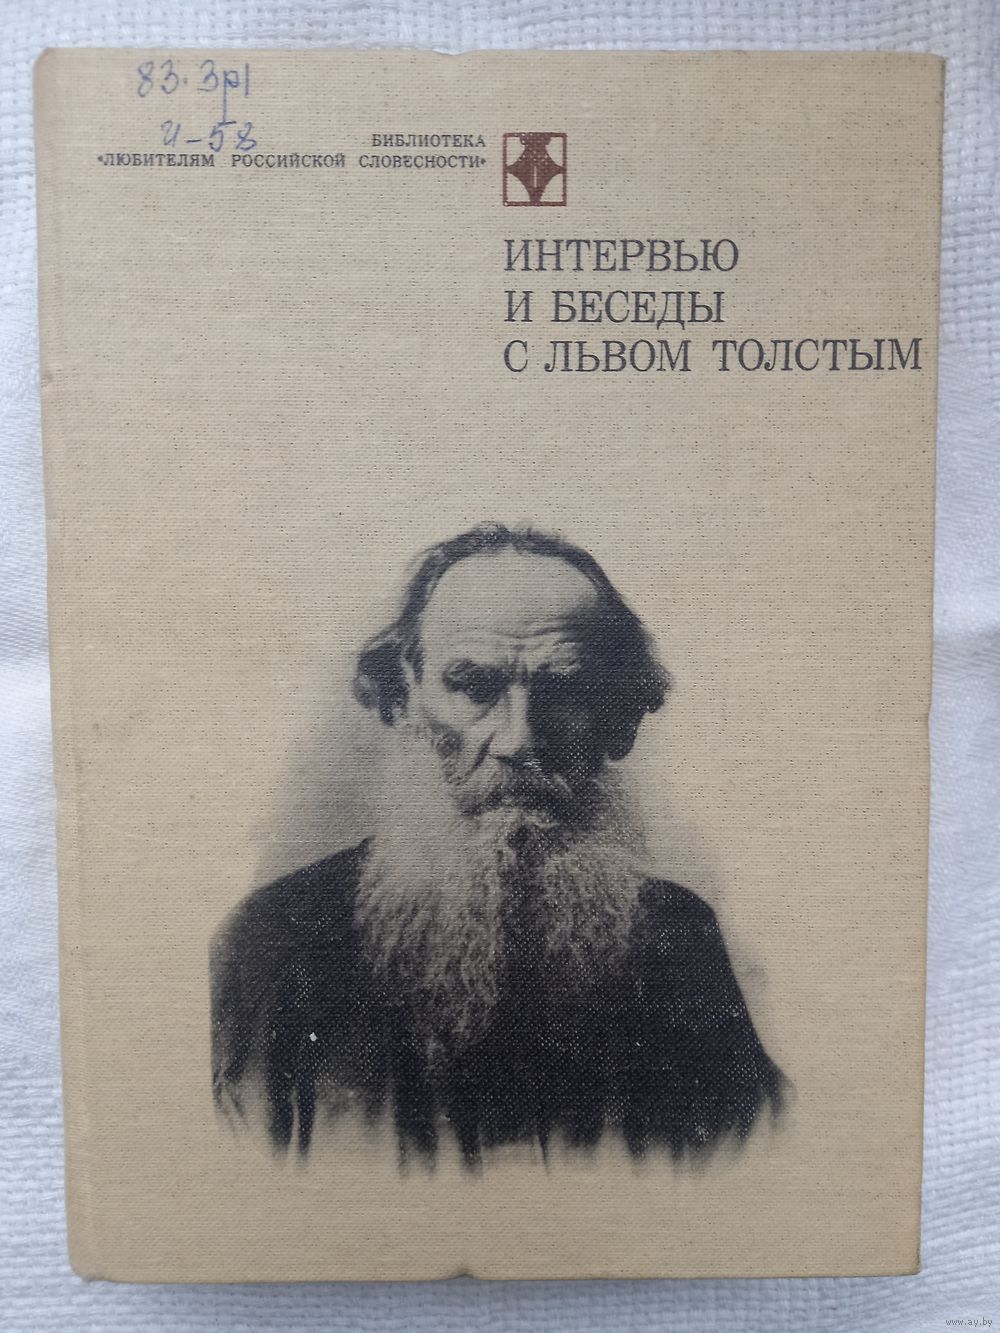 83.3р1
И-58
БИБЛИОТЕКА
«ЛЮБИТЕЛЯМ РОССИЙСКОЙ СЛОВЕСНОСТИ»
ИНТЕРВЬЮ
И БЕСЕДЫ
С ЛЬВОМ ТОЛСТЫМ
www.ay.by